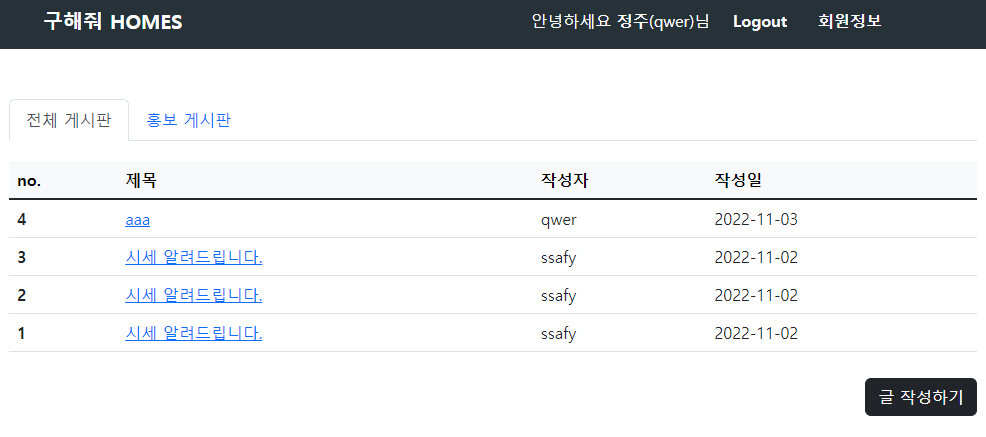 구해줘 HOMES 안녕하세요 정주(qwer)님 Logout 회원정보
전체 게시판 홍보 게시판
no. 제목 작성자 작성일
4 aaa qwer 2022-11-03
3 시세 알려드립니다. ssafy 2022-11-02
2 시세 알려드립니다. ssafy 2022-11-02
1 시세 알려드립니다. ssafy 2022-11-02
글 작성하기